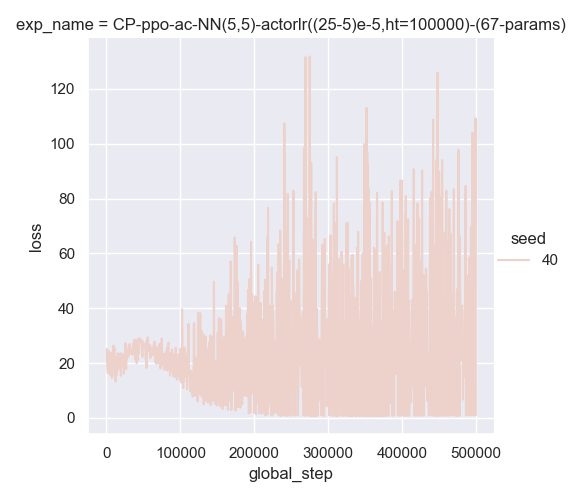 exp_name = CP-ppo-ac-NN(5,5)-actorlr((25-5)e-5,ht=100000)-(67-params)
120
100
80
60
40
20
0
loss
0 100000 200000 300000 400000 500000
global_step
seed
40